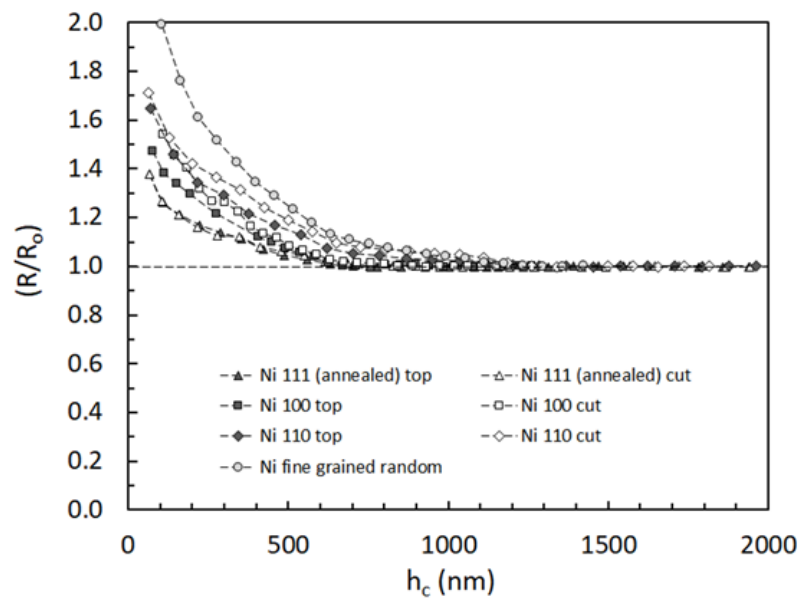 2.0
1.8
1.6
1.4
1.2
1.0
0.8
0.6
0.4
0.2
0.0
(R/Ro)
Ni 111 (annealed) top
Ni 111 (annealed) cut
Ni 100 top
Ni 100 cut
Ni 110 top
Ni 110 cut
Ni fine grained random
0 500 1000 1500 2000
hc (nm)